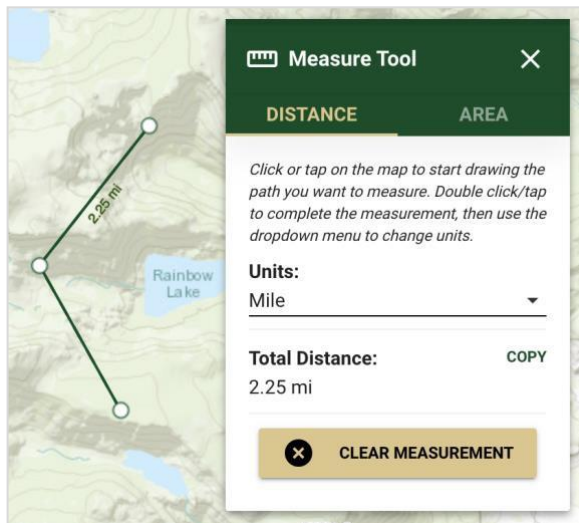 Measure Tool
DISTANCE
AREA
Click or tap on the map to start drawing the
path you want to measure. Double click/tap
to complete the measurement, then use the
dropdown menu to change units.
Units:
Mile
Total Distance:
COPY
2.25 mi
CLEAR MEASUREMENT
2.25 mi
Rainbow
Lake